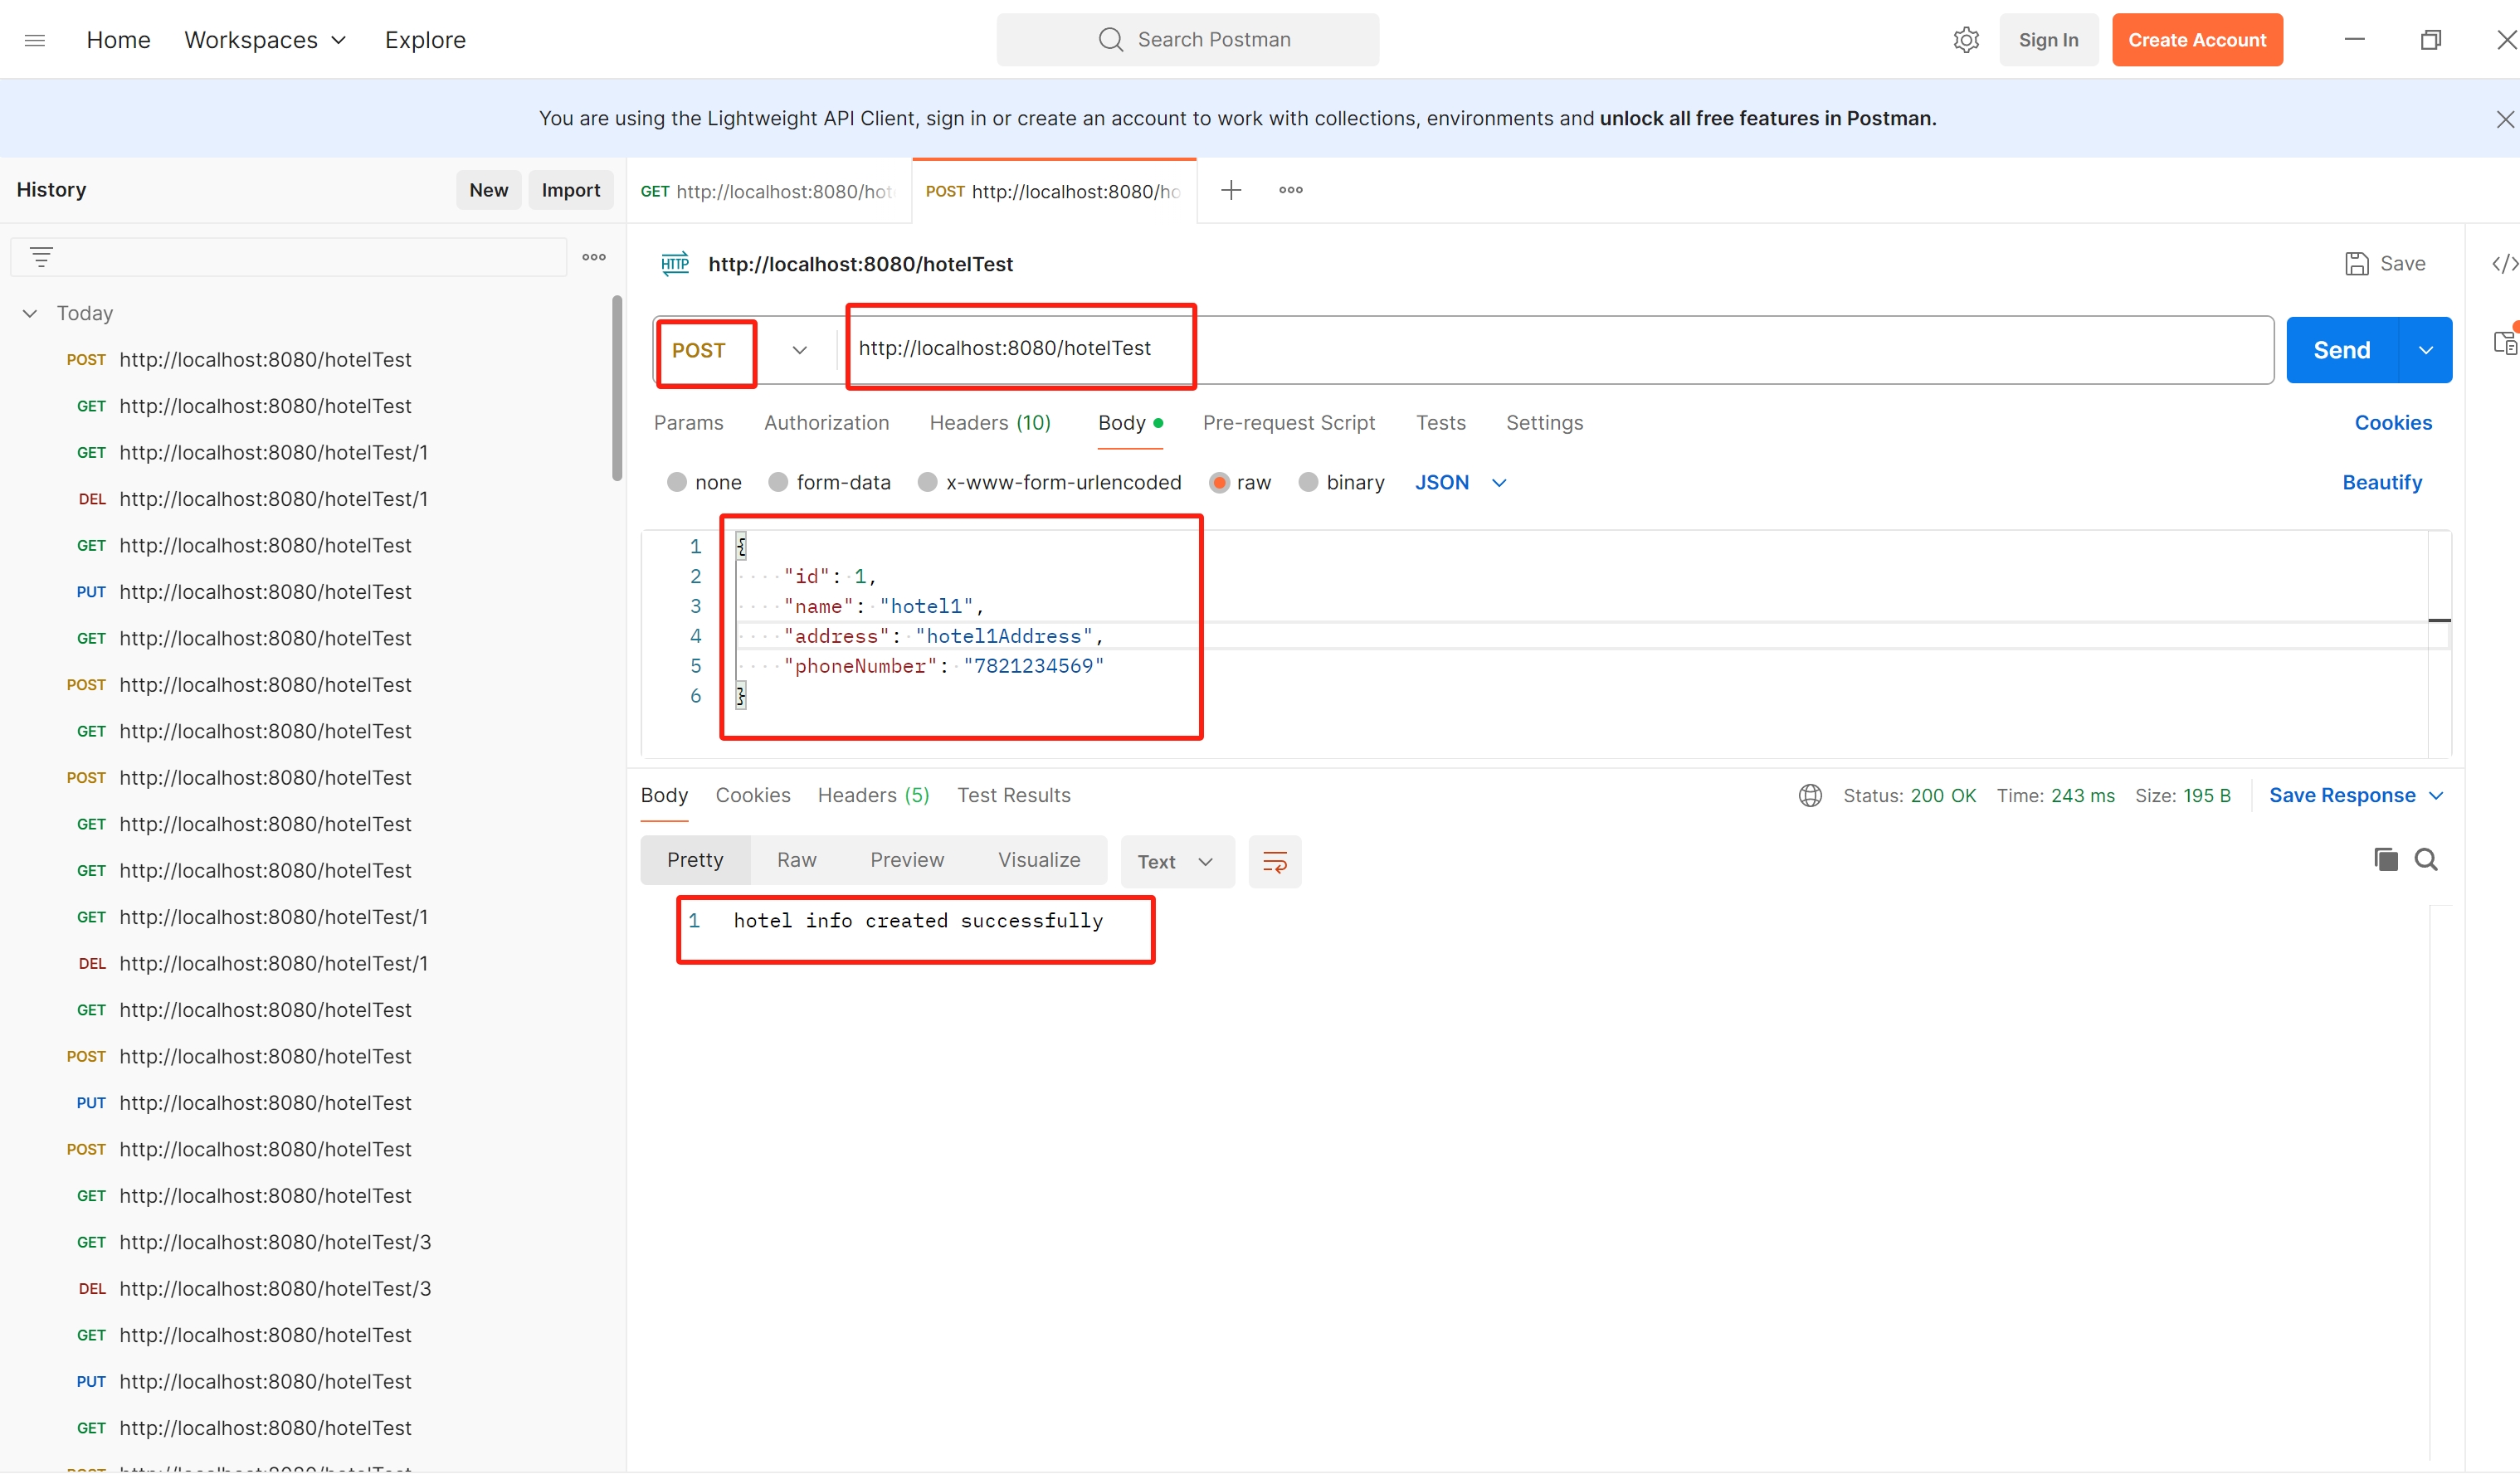 Home Workspaces Explore Search Postman Sign In Create Account
You are using the Lightweight API Client, sign in or create an account to work with collections, environments and unlock all free features in Postman.
History New Import
GET http://localhost:8080/hot POST http://localhost:8080/ho
http://localhost:8080/hotelTest Save
Today
POST http://localhost:8080/hotelTest
GET http://localhost:8080/hotelTest
GET http://localhost:8080/hotelTest/1
DEL http://localhost:8080/hotelTest/1
GET http://localhost:8080/hotelTest
PUT http://localhost:8080/hotelTest
GET http://localhost:8080/hotelTest
POST http://localhost:8080/hotelTest
GET http://localhost:8080/hotelTest
POST http://localhost:8080/hotelTest
GET http://localhost:8080/hotelTest
GET http://localhost:8080/hotelTest
GET http://localhost:8080/hotelTest/1
DEL http://localhost:8080/hotelTest/1
GET http://localhost:8080/hotelTest
POST http://localhost:8080/hotelTest
PUT http://localhost:8080/hotelTest
POST http://localhost:8080/hotelTest
GET http://localhost:8080/hotelTest
GET http://localhost:8080/hotelTest/3
DEL http://localhost:8080/hotelTest/3
GET http://localhost:8080/hotelTest
PUT http://localhost:8080/hotelTest
GET http://localhost:8080/hotelTest
POST http://localhost:8080/hotelTest Send
Params Authorization Headers (10) Body Pre-request Script Tests Settings Cookies
none form-data x-www-form-urlencoded raw binary JSON Beautify
1 {
2 "id": 1,
3 "name": "hotel1",
4 "address": "hotel1Address",
5 "phoneNumber": "7821234569"
6 }
Body Cookies Headers (5) Test Results Status: 200 OK Time: 243 ms Size: 195 B Save Response
Pretty Raw Preview Visualize Text
1 hotel info created successfully